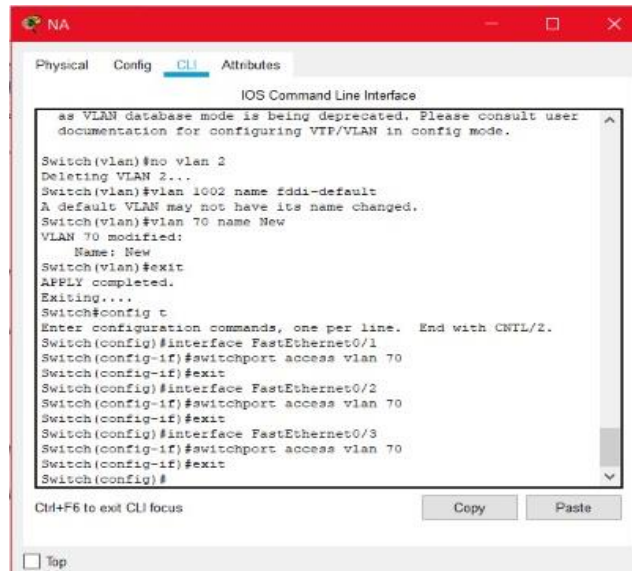 NA
Physical Config CLI Attributes
IOS Command Line Interface
as VLAN database mode is being deprecated. Please consult user
documentation for configuring VTP/VLAN in config mode.
Switch(vlan)#no vlan 2
Deleting VLAN 2...
Switch(vlan)#vlan 1002 name fddi-default
A default VLAN may not have its name changed.
Switch(vlan)#vlan 70 name New
VLAN 70 modified:
Name: New
Switch(vlan)#exit
APPLY completed.
Exiting....
Switch#config t
Enter configuration commands, one per line. End with CNTL/Z.
Switch(config)#interface FastEthernet0/1
Switch(config-if)#switchport access vlan 70
Switch(config-if)#exit
Switch(config)#interface FastEthernet0/2
Switch(config-if)#switchport access vlan 70
Switch(config-if)#exit
Switch(config)#interface FastEthernet0/3
Switch(config-if)#switchport access vlan 70
Switch(config-if)#exit
Switch(config)#
Ctrl+F6 to exit CLI focus
Copy Paste
Top